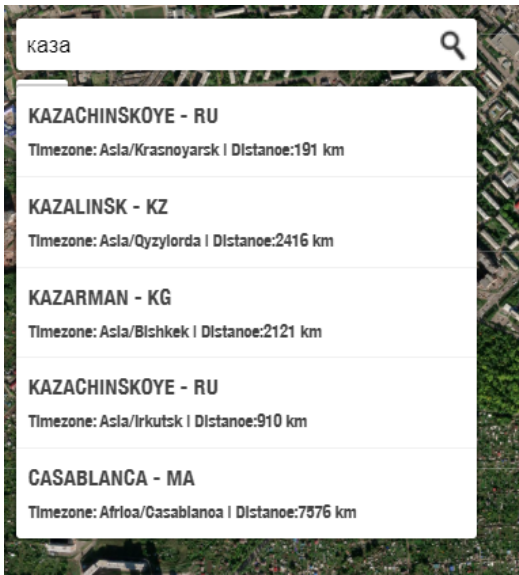 каза
KAZACHINSKOYE - RU
Timezone: Asia/Krasnoyarsk | Distance:191 km
KAZALINSK - KZ
Timezone: Asia/Qyzylorda | Distance:2416 km
KAZARMAN - KG
Timezone: Asia/Bishkek | Distance:2121 km
KAZACHINSKOYE - RU
Timezone: Asia/Irkutsk | Distance:910 km
CASABLANCA - MA
Timezone: Africa/Casablanca | Distance:7576 km